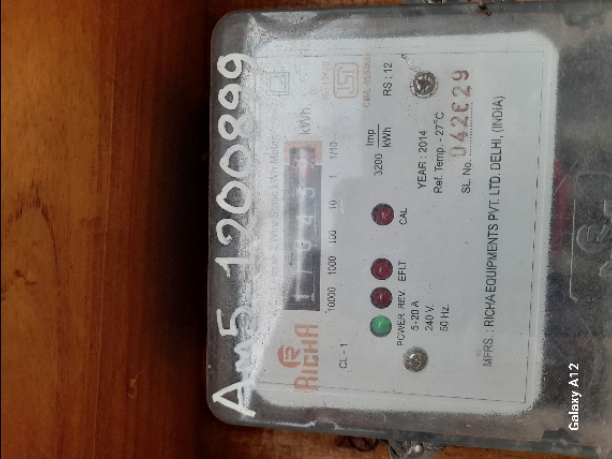 Am5 1200899
kWh
10000 1000 100 10 1 1/10
RICHA
CL - 1
3200 Imp
kWh
RS : 12
POWER REV. EFLT CAL
5 - 20 A
240 V.
50 Hz.
YEAR : 2014
Ref. Temp. - 27°C
SL. No.
MFRS. : RICHA EQUIPMENTS PVT. LTD. DELHI, (INDIA)
Galaxy A12